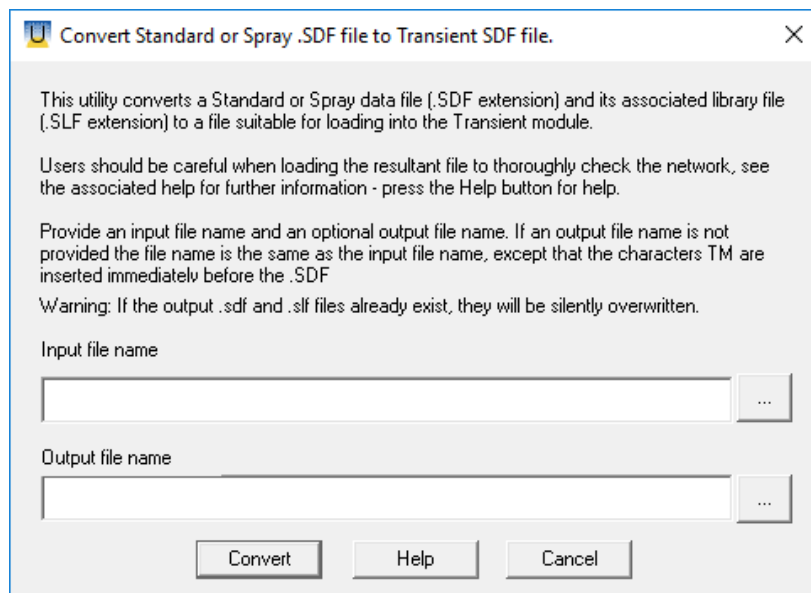 U Convert Standard or Spray .SDF file to Transient SDF file.
This utility converts a Standard or Spray data file (.SDF extension) and its associated library file
(.SLF extension) to a file suitable for loading into the Transient module.
Users should be careful when loading the resultant file to thoroughly check the network, see
the associated help for further information - press the Help button for help.
Provide an input file name and an optional output file name. If an output file name is not
provided the file name is the same as the input file name, except that the characters TM are
inserted immediately before the .SDF
Warning: If the output .sdf and .slf files already exist, they will be silently overwritten.
Input file name
...
Output file name
...
Convert Help Cancel